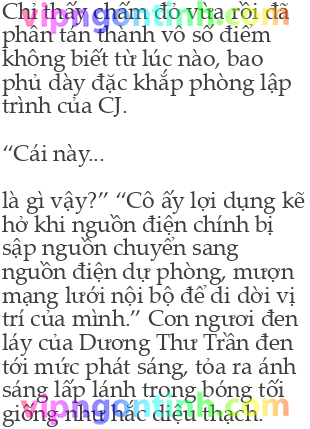 Chỉ thấy chấm đỏ vừa rồi đã
vipngontinh.com
phân tán thành vô số điểm
không biết từ lúc nào, bao
phủ dày đặc khắp phòng lập
trình của CJ.
“Cái này...
là gì vậy?” “Cô ấy lợi dụng kẽ
hở khi nguồn điện chính bị
sập nguồn chuyển sang
nguồn điện dự phòng, mượn
mạng lưới nội bộ để di dời vị
trí của mình.” Con ngươi đen
láy của Dương Thư Trần đen
tới mức phát sáng, tỏa ra ánh
sáng lấp lánh trong bóng tối
vipngontinh.com
giống như hắc diệu thạch.